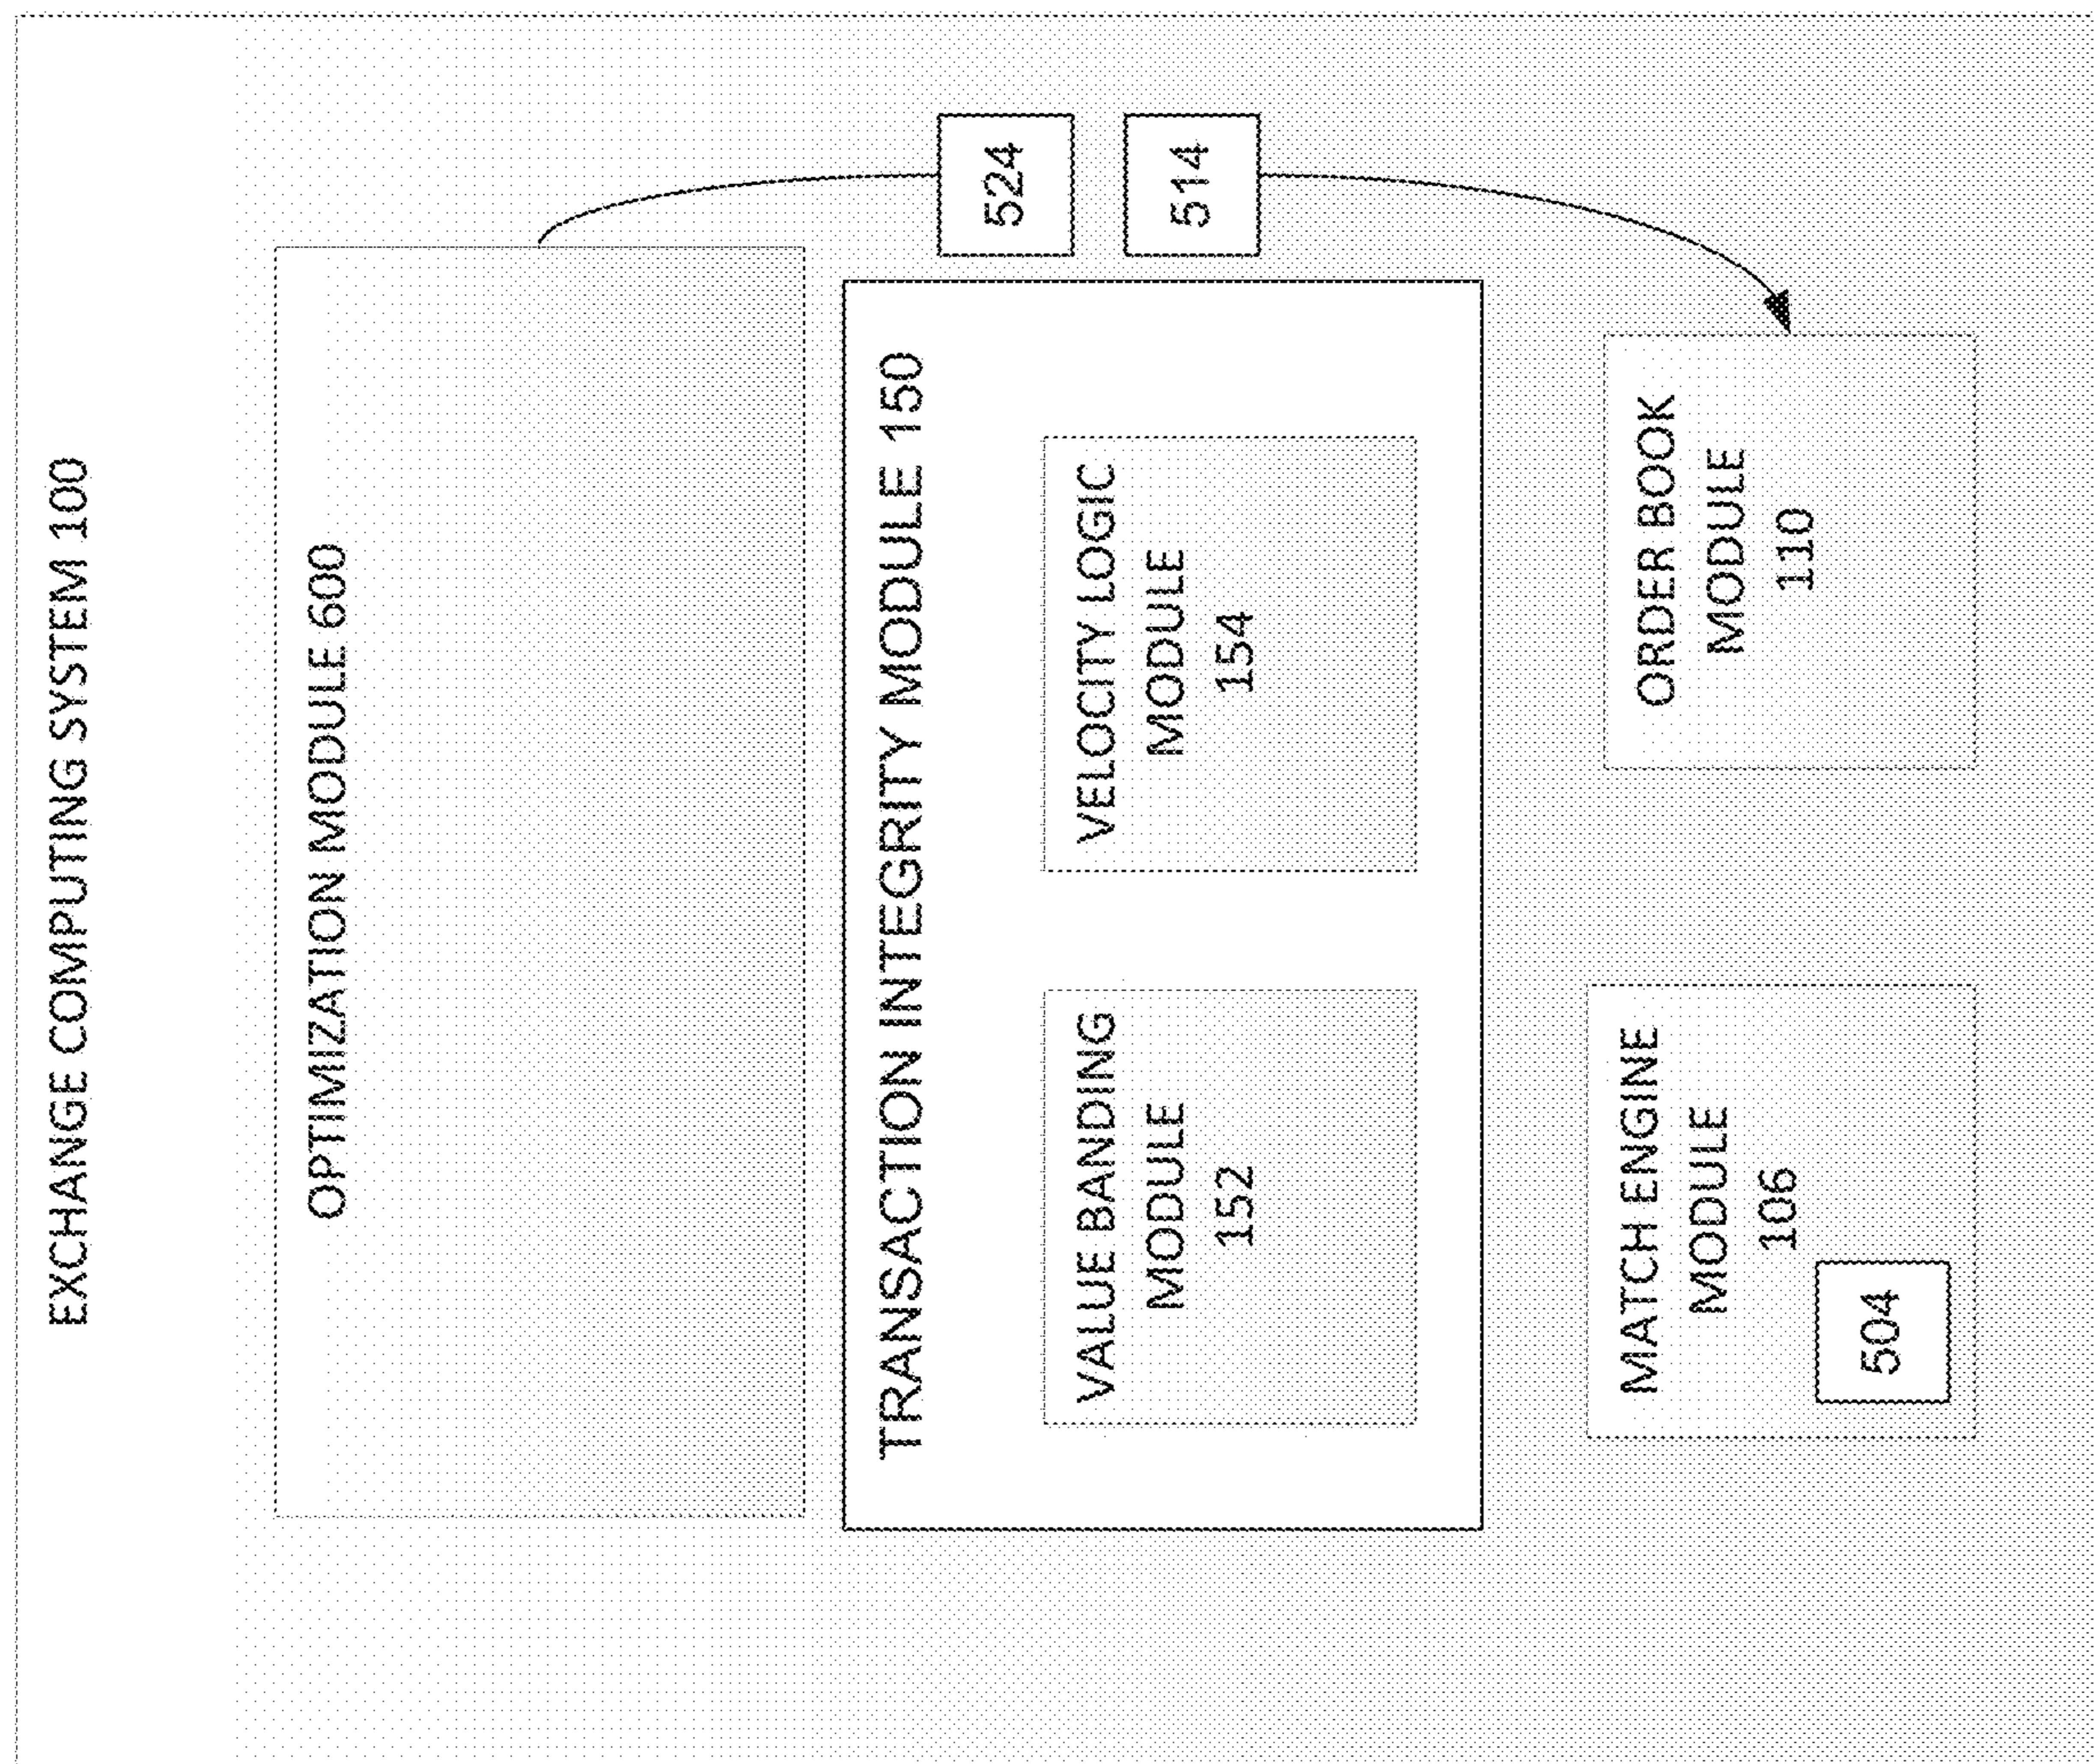 EXCHANGE COMPUTING SYSTEM 100
OPTIMIZATION MODULE 600
TRANSACTION INTEGRITY MODULE 150
VALUE BANDING
MODULE
152
VELOCITY LOGIC
MODULE
154
524
514
MATCH ENGINE
MODULE
106
504
ORDER BOOK
MODULE
110